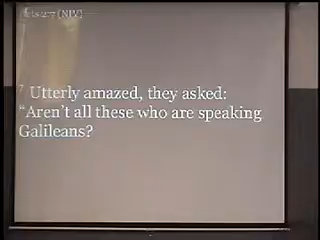 Acts 2:7 (NIV)
7 Utterly amazed, they asked:
“Aren’t all these who are speaking
Galileans?